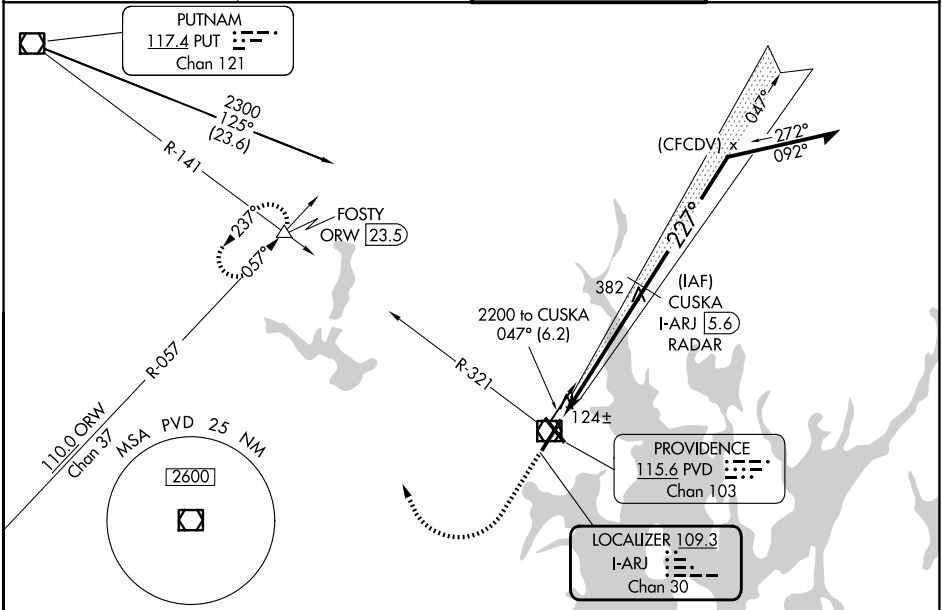 PUTNAM
117.4 PUT
Chan 121
2300
125°
(23.6)
R-141
237°
057°
FOSTY
ORW 23.5
R-057
110.0 ORW
Chan 37
MSA PVD 25 NM
2600
(CFCDV) x
047°
272°
092°
227°
382
(IAF)
CUSKA
I-ARJ 5.6
RADAR
2200 to CUSKA
047° (6.2)
R-321
124±
PROVIDENCE
115.6 PVD
Chan 103
LOCALIZER 109.3
I-ARJ
Chan 30